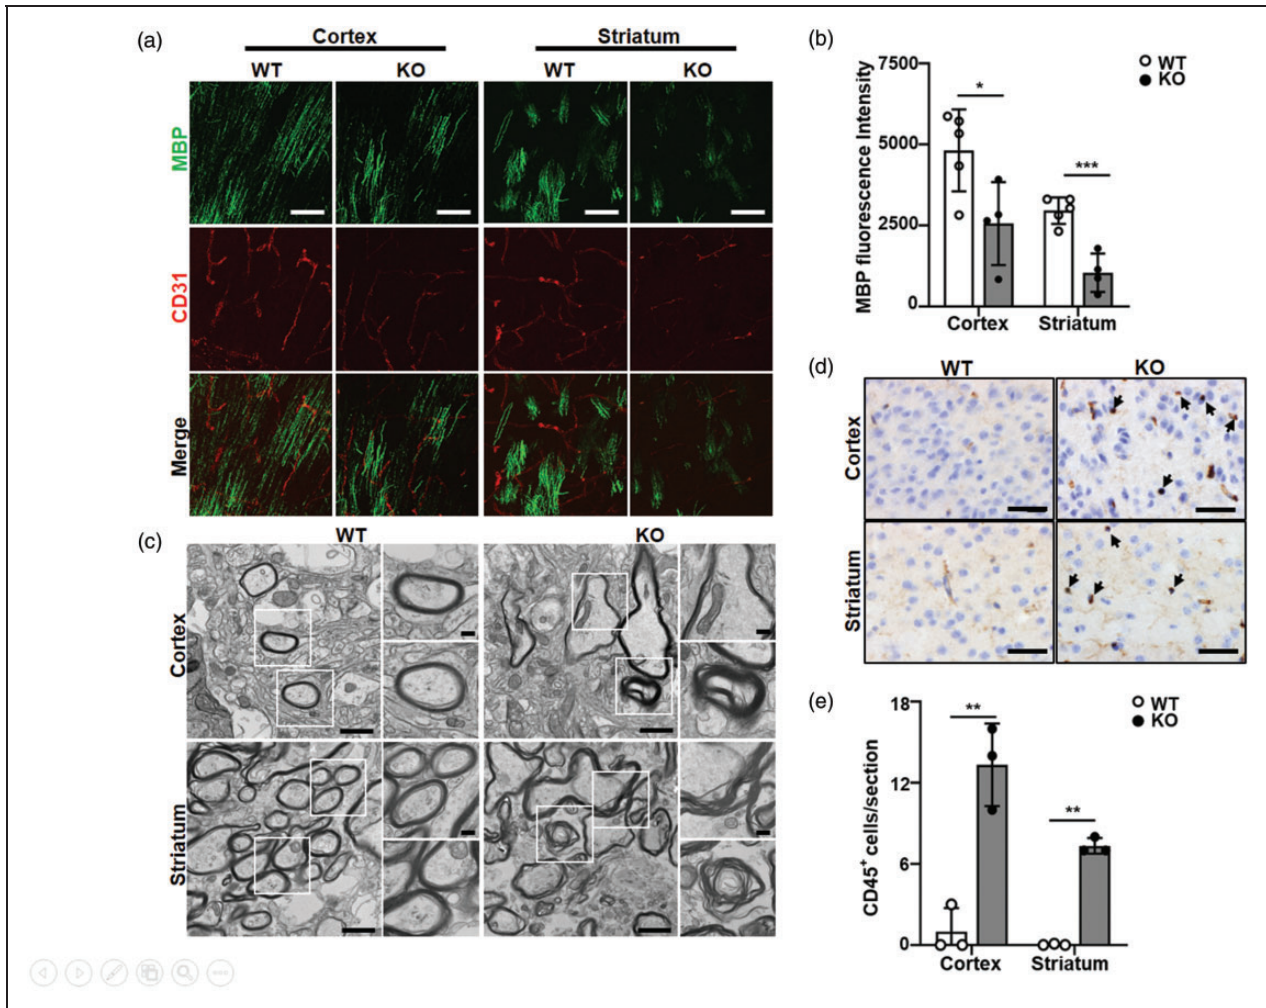 (a)
Cortex
Striatum
WT
KO
WT
KO
MBP
CD31
Merge
(b)
MBP fluorescence Intensity
7500
5000
2500
0
*
***
WT
KO
Cortex
Striatum
(c)
WT
KO
Cortex
Striatum
(d)
WT
KO
Cortex
Striatum
(e)
CD45+ cells/section
18
12
6
0
**
**
WT
KO
Cortex
Striatum